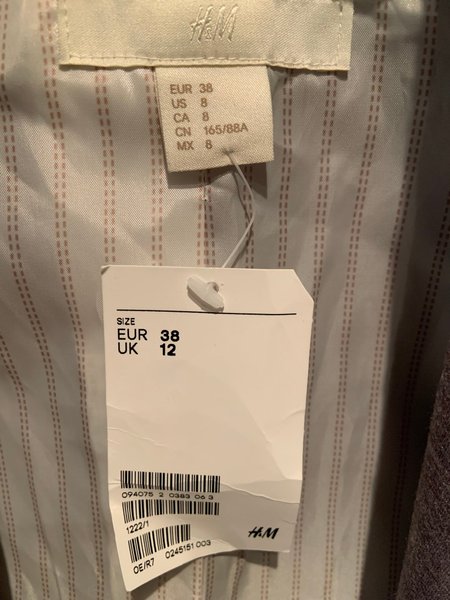 H&M
EUR 38
US 8
CA 8
CN 165/88A
MX 8
SIZE
EUR 38
UK 12
094075 2 0383 06 3
1222/1
H&M
OE/R7 0245151 003